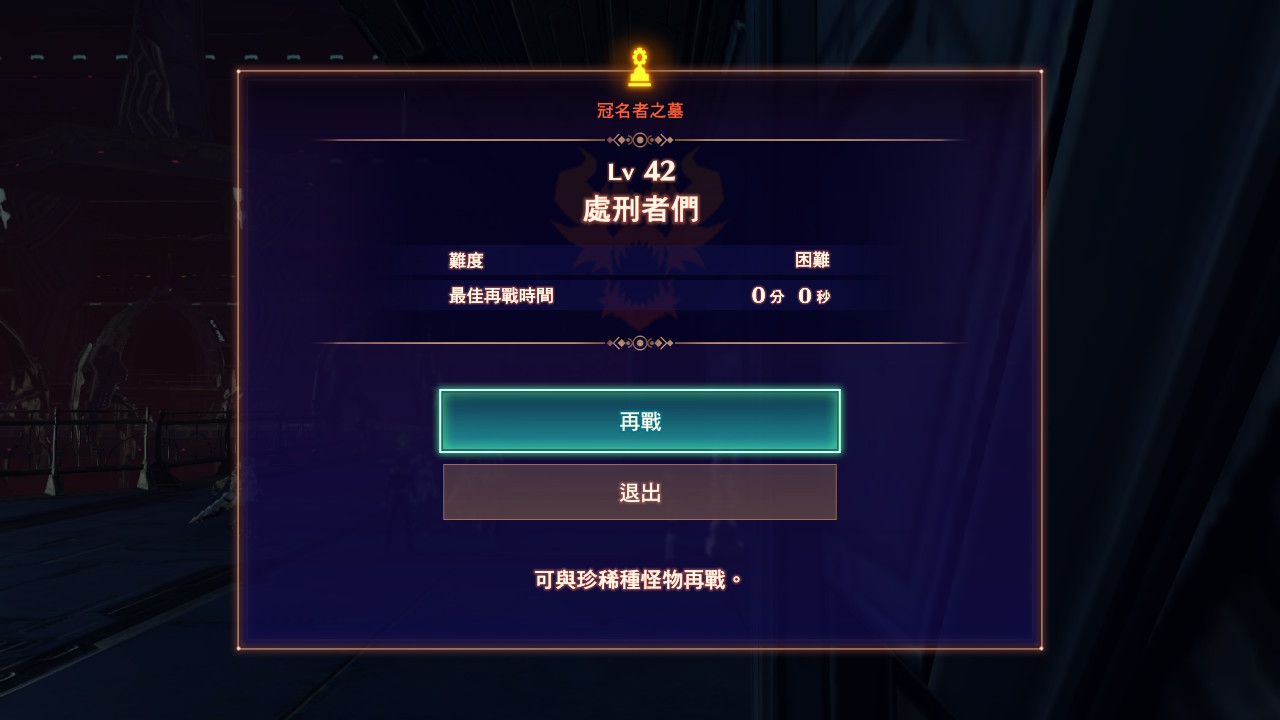 冠名者之墓
Lv 42
處刑者們
難度 困難
最佳再戰時間 0分 0秒
再戰
退出
可與珍稀種怪物再戰。